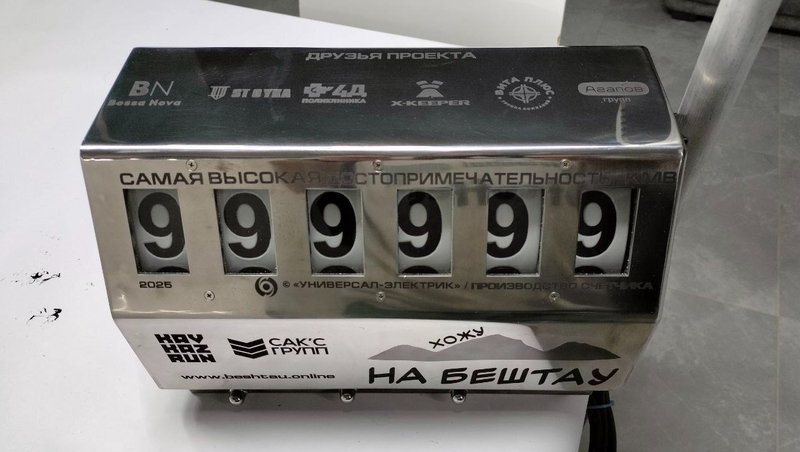 ДРУЗЬЯ ПРОЕКТА
BN
Bossa Nova
ST OYKA
4Д
ПОЛИКЛИНИКА
X-KEEPER
ВИТА ПЛЮС
Агапов
групп
САМАЯ ВЫСОКАЯ ДОСТОПРИМЕЧАТЕЛЬНОСТЬ КМВ
9 9 9 9 9 9
2025
© «УНИВЕРСАЛ-ЭЛЕКТРИК» / ПРОИЗВОДСТВО СЧЕТЧИКА
KAV
KAZ
RUN
САК'С
ГРУПП
ХОЖУ
НА БЕШТАУ
www.beshtau.online